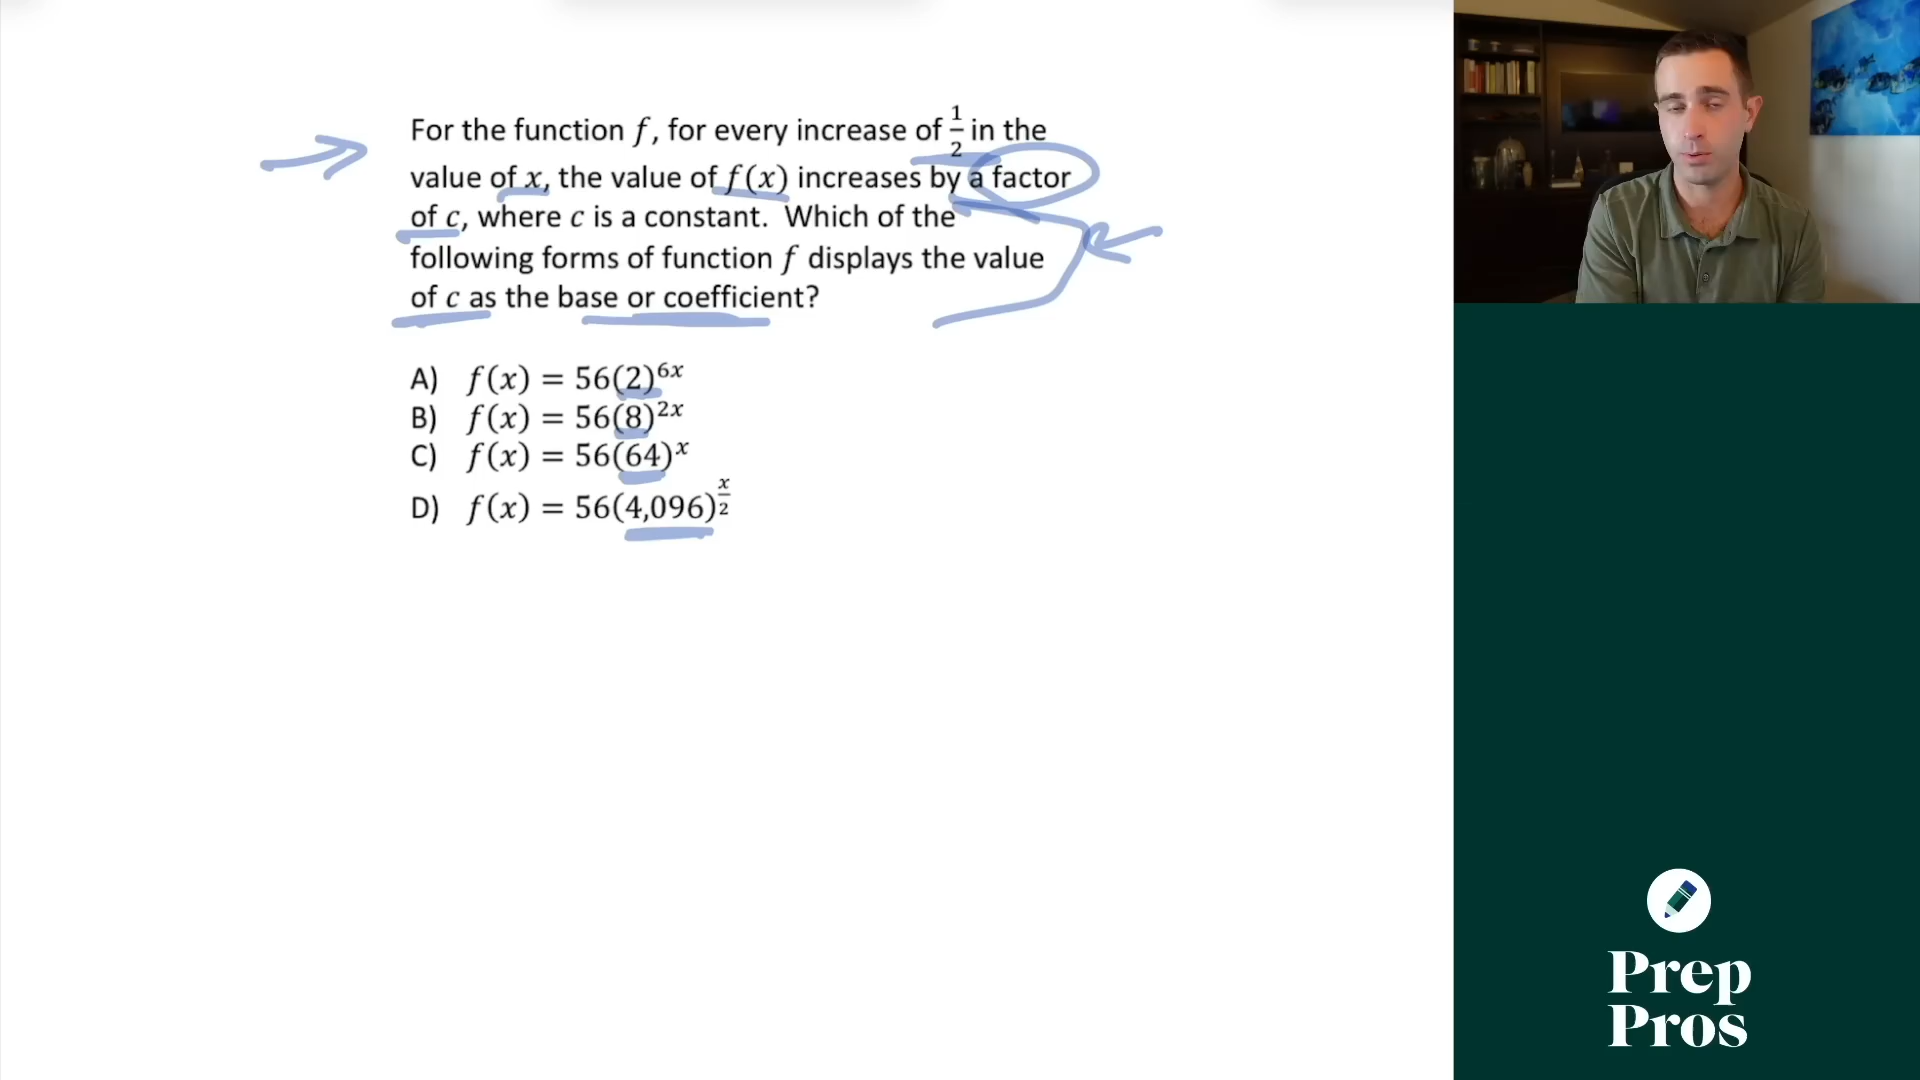 For the function f, for every increase of 1/2 in the
value of x, the value of f(x) increases by a factor
of c, where c is a constant. Which of the
following forms of function f displays the value
of c as the base or coefficient?
A) f(x) = 56(2)^{6x}
B) f(x) = 56(8)^{2x}
C) f(x) = 56(64)^{x}
D) f(x) = 56(4,096)^{x/2}
Prep
Pros